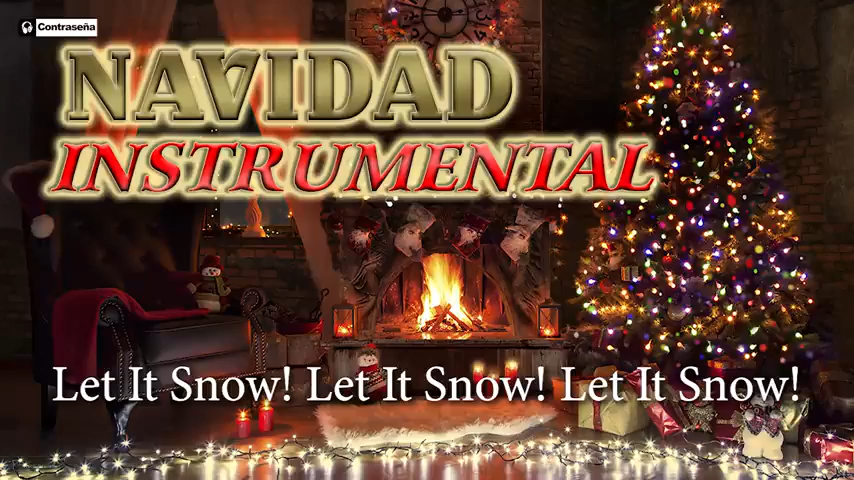 Contraseña
NAVIDAD
INSTRUMENTAL
Let It Snow! Let It Snow! Let It Snow!